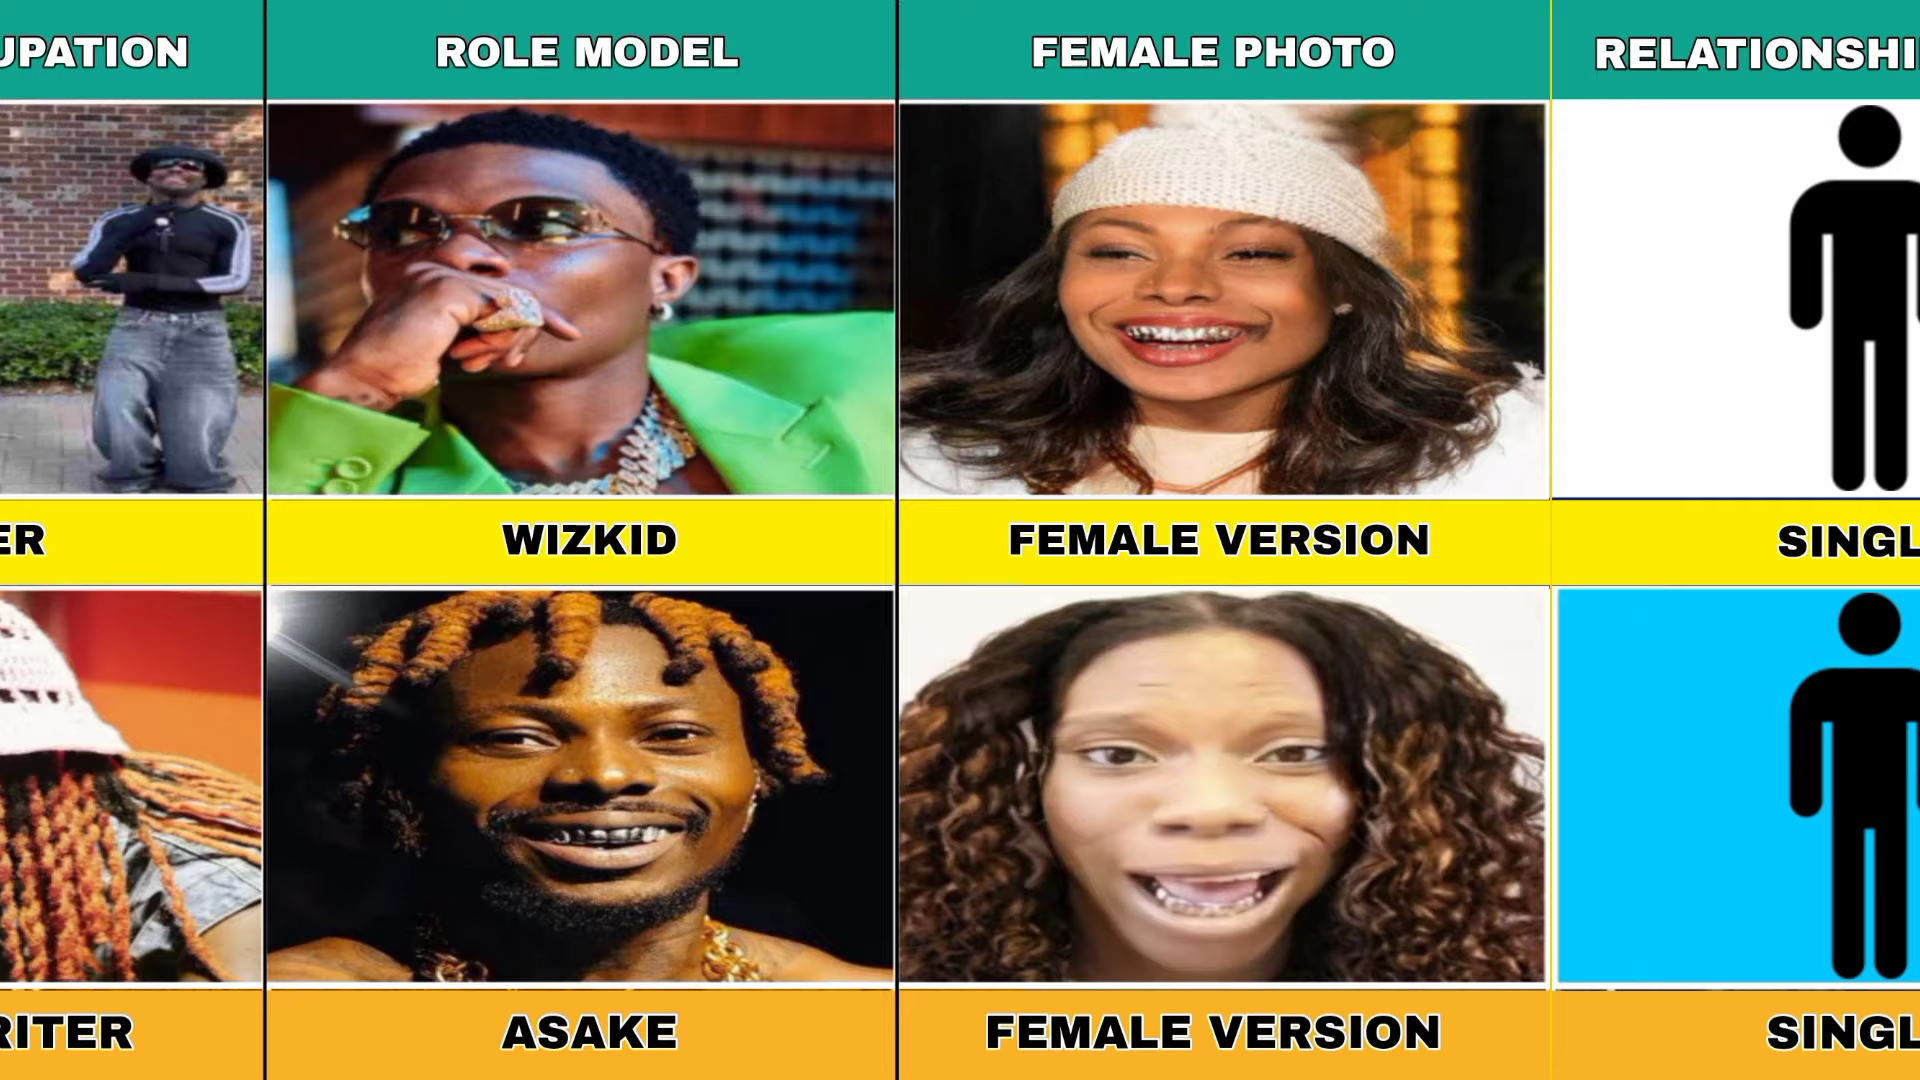 UPATION
ROLE MODEL
FEMALE PHOTO
RELATIONSHI
ER
WIZKID
FEMALE VERSION
SINGL
RITER
ASAKE
FEMALE VERSION
SINGL